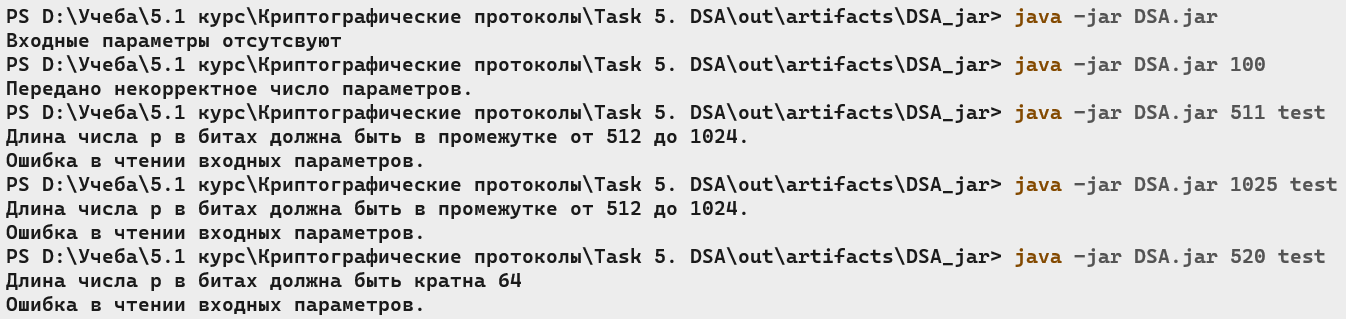 PS D:\Учеба\5.1 курс\Криптографические протоколы\Task 5. DSA\out\artifacts\DSA_jar> java -jar DSA.jar
Входные параметры отсутсвуют
PS D:\Учеба\5.1 курс\Криптографические протоколы\Task 5. DSA\out\artifacts\DSA_jar> java -jar DSA.jar 100
Передано некорректное число параметров.
PS D:\Учеба\5.1 курс\Криптографические протоколы\Task 5. DSA\out\artifacts\DSA_jar> java -jar DSA.jar 511 test
Длина числа p в битах должна быть в промежутке от 512 до 1024.
Ошибка в чтении входных параметров.
PS D:\Учеба\5.1 курс\Криптографические протоколы\Task 5. DSA\out\artifacts\DSA_jar> java -jar DSA.jar 1025 test
Длина числа p в битах должна быть в промежутке от 512 до 1024.
Ошибка в чтении входных параметров.
PS D:\Учеба\5.1 курс\Криптографические протоколы\Task 5. DSA\out\artifacts\DSA_jar> java -jar DSA.jar 520 test
Длина числа p в битах должна быть кратна 64
Ошибка в чтении входных параметров.